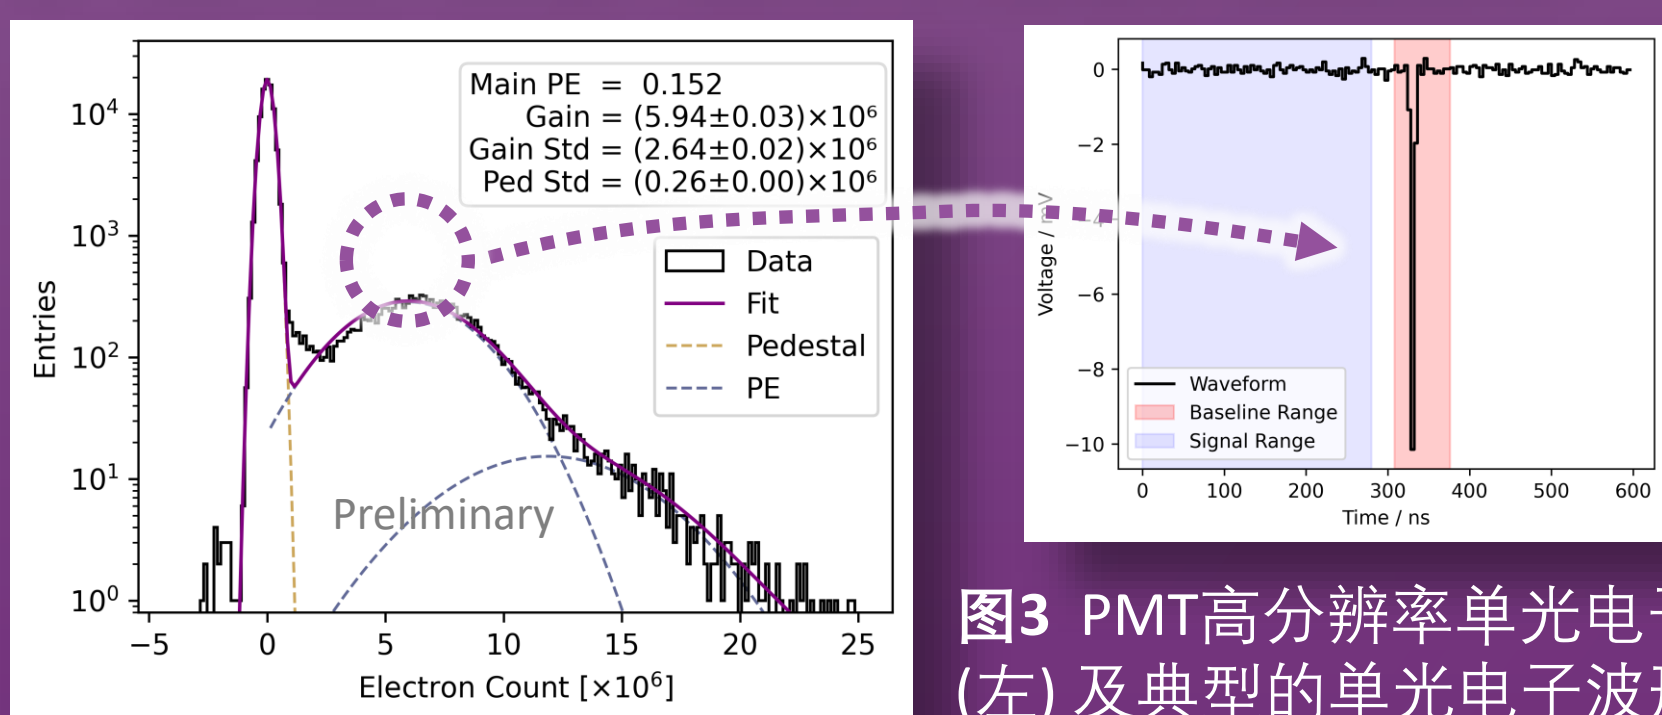 Main PE = 0.152
Gain = (5.94±0.03)×10⁶
Gain Std = (2.64±0.02)×10⁶
Ped Std = (0.26±0.00)×10⁶
Data
Fit
Pedestal
PE
Preliminary
Entries
10⁴
10³
10²
10¹
10⁰
−5 0 5 10 15 20 25
Electron Count [×10⁶]
Voltage / mV
0
−2
−4
−6
−8
−10
Waveform
Baseline Range
Signal Range
0 100 200 300 400 500 600
Time / ns
图3 PMT高分辨率单光电子
(左) 及典型的单光电子波形